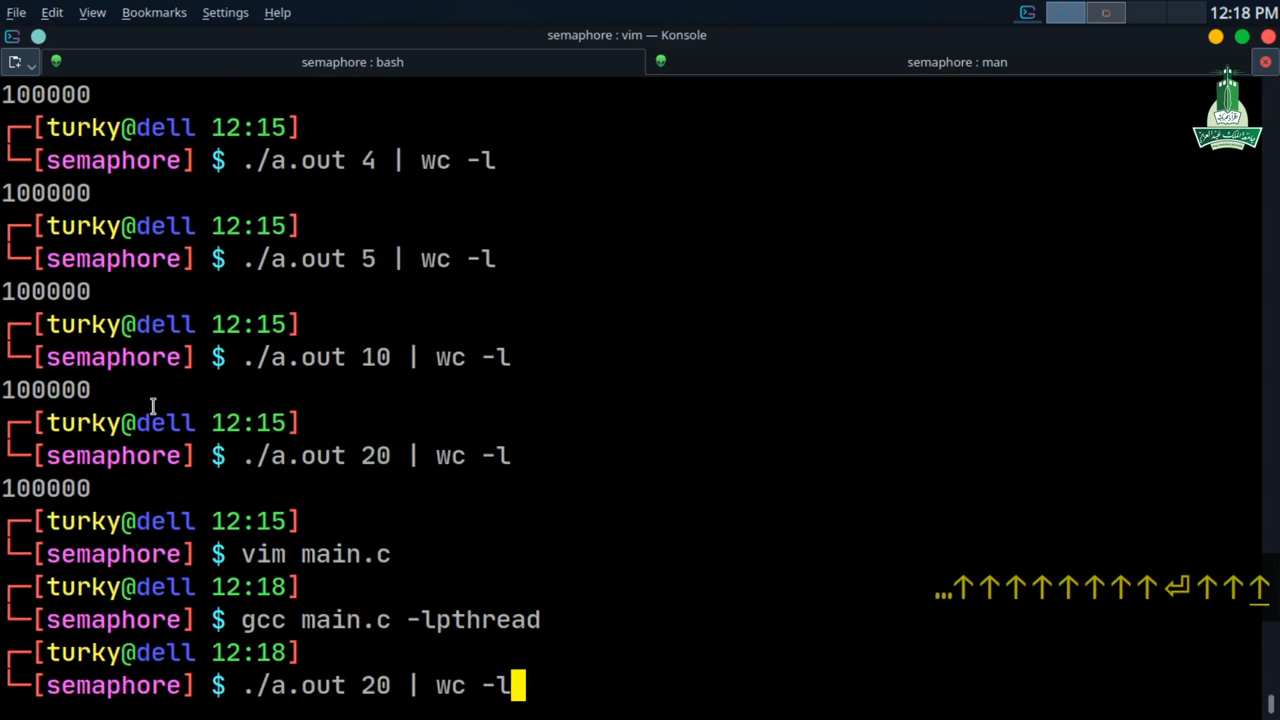 File Edit View Bookmarks Settings Help 12:18 PM
semaphore : vim — Konsole
semaphore : bash semaphore : man
100000
┌─[turky@dell 12:15]
└─[semaphore] $ ./a.out 4 | wc -l
100000
┌─[turky@dell 12:15]
└─[semaphore] $ ./a.out 5 | wc -l
100000
┌─[turky@dell 12:15]
└─[semaphore] $ ./a.out 10 | wc -l
100000
┌─[turky@dell 12:15]
└─[semaphore] $ ./a.out 20 | wc -l
100000
┌─[turky@dell 12:15]
└─[semaphore] $ vim main.c
┌─[turky@dell 12:18]
└─[semaphore] $ gcc main.c -lpthread
┌─[turky@dell 12:18]
└─[semaphore] $ ./a.out 20 | wc -l
…↑↑↑↑↑↑↑↑⏎↑↑↑